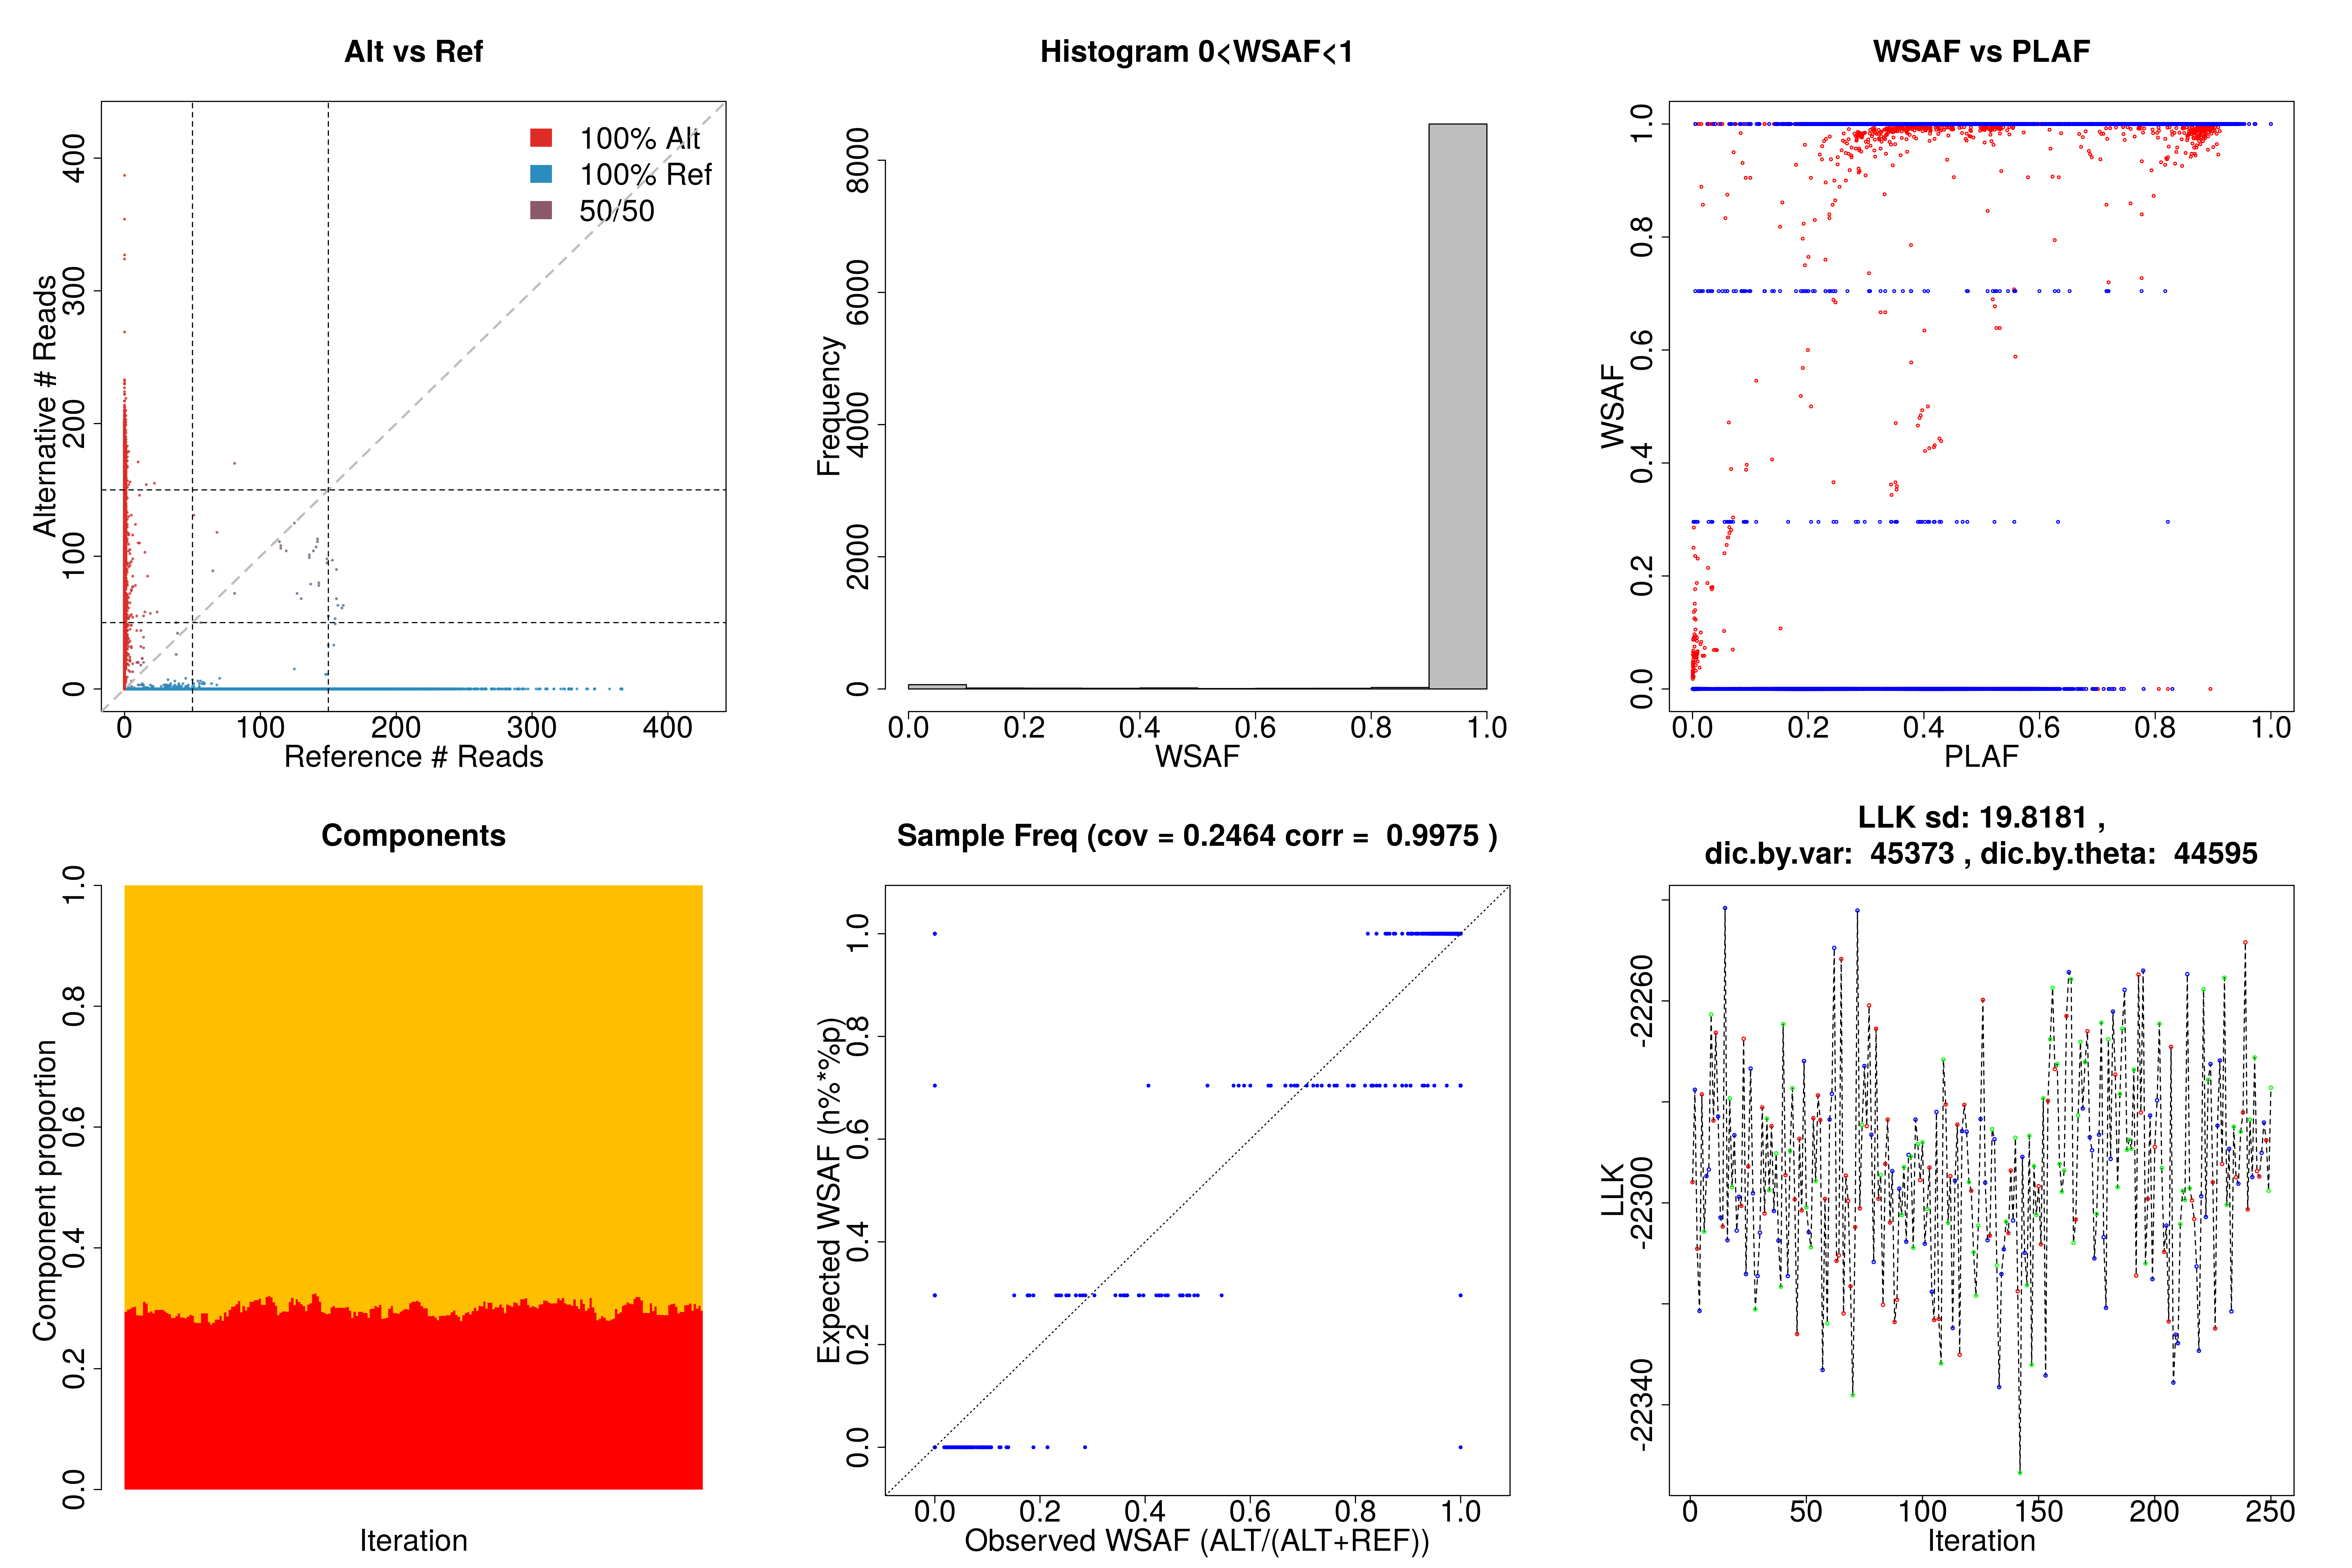 Alt vs Ref
Alternative # Reads
0 100 200 300 400
100% Alt
100% Ref
50/50
0 100 200 300 400
Reference # Reads
Histogram 0<WSAF<1
Frequency
0 2000 4000 6000 8000
0.0 0.2 0.4 0.6 0.8 1.0
WSAF
WSAF vs PLAF
WSAF
0.0 0.2 0.4 0.6 0.8 1.0
0.0 0.2 0.4 0.6 0.8 1.0
PLAF
Components
Component proportion
0.0 0.2 0.4 0.6 0.8 1.0
Iteration
Sample Freq (cov = 0.2464 corr =  0.9975 )
Expected WSAF (h%*%p)
0.0 0.2 0.4 0.6 0.8 1.0
0.0 0.2 0.4 0.6 0.8 1.0
Observed WSAF (ALT/(ALT+REF))
LLK sd: 19.8181 ,
dic.by.var:  45373 , dic.by.theta:  44595
LLK
-22340 -22300 -22260
0 50 100 150 200 250
Iteration